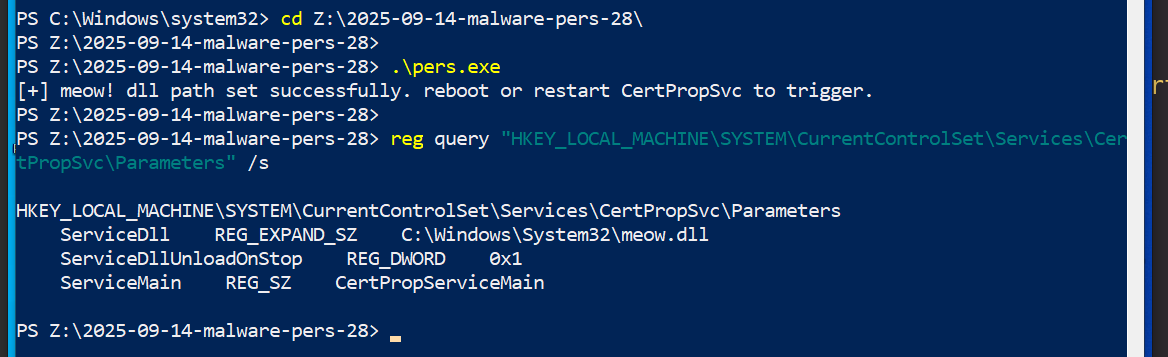 PS C:\Windows\system32> cd Z:\2025-09-14-malware-pers-28\
PS Z:\2025-09-14-malware-pers-28>
PS Z:\2025-09-14-malware-pers-28> .\pers.exe
[+] meow! dll path set successfully. reboot or restart CertPropSvc to trigger.
PS Z:\2025-09-14-malware-pers-28>
PS Z:\2025-09-14-malware-pers-28> reg query "HKEY_LOCAL_MACHINE\SYSTEM\CurrentControlSet\Services\Cer
tPropSvc\Parameters" /s
HKEY_LOCAL_MACHINE\SYSTEM\CurrentControlSet\Services\CertPropSvc\Parameters
    ServiceDll    REG_EXPAND_SZ    C:\Windows\System32\meow.dll
    ServiceDllUnloadOnStop    REG_DWORD    0x1
    ServiceMain    REG_SZ    CertPropServiceMain
PS Z:\2025-09-14-malware-pers-28>